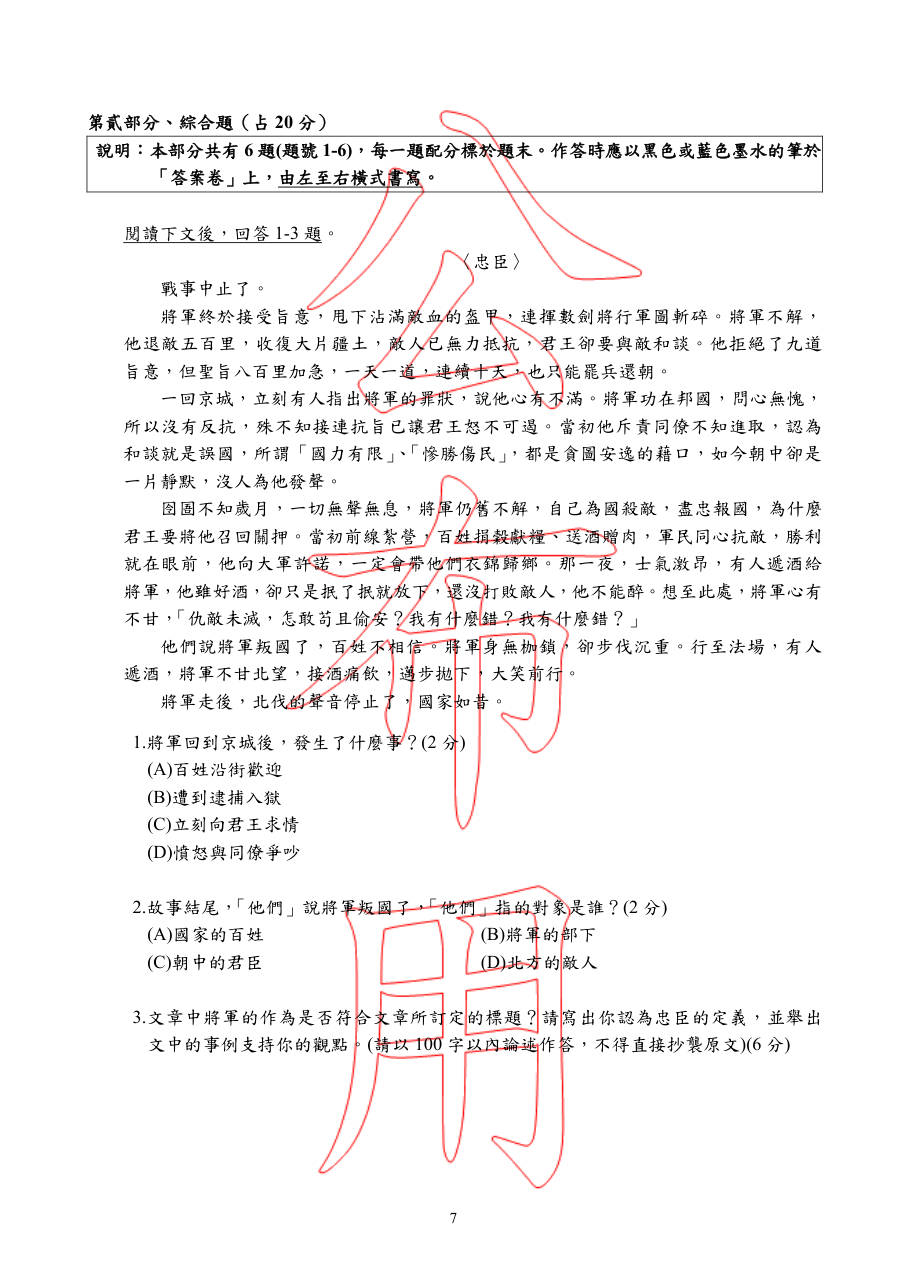 第貳部分、綜合題（占 20 分）
說明：本部分共有 6 題(題號 1-6)，每一題配分標於題末。作答時應以黑色或藍色墨水的筆於
「答案卷」上，由左至右橫式書寫。
閱讀下文後，回答 1-3 題。
〈忠臣〉
戰事中止了。
將軍終於接受旨意，甩下沾滿敵血的盔甲，連揮數劍將行軍圖斬碎。將軍不解，
他退敵五百里，收復大片疆土，敵人已無力抵抗，君王卻要與敵和談。他拒絕了九道
旨意，但聖旨八百里加急，一天一道，連續十天，也只能罷兵還朝。
一回京城，立刻有人指出將軍的罪狀，說他心有不滿。將軍功在邦國，問心無愧，
所以沒有反抗，殊不知接連抗旨已讓君王怒不可遏。當初他斥責同僚不知進取，認為
和談就是誤國，所謂「國力有限」、「慘勝傷民」，都是貪圖安逸的藉口，如今朝中卻是
一片靜默，沒人為他發聲。
囹圄不知歲月，一切無聲無息，將軍仍舊不解，自己為國殺敵，盡忠報國，為什麼
君王要將他召回關押。當初前線紮營，百姓捐穀獻糧、送酒贈肉，軍民同心抗敵，勝利
就在眼前，他向大軍許諾，一定會帶他們衣錦歸鄉。那一夜，士氣激昂，有人遞酒給
將軍，他雖好酒，卻只是抿了抿就放下，還沒打敗敵人，他不能醉。想至此處，將軍心有
不甘，「仇敵未滅，怎敢苟且偷安？我有什麼錯？我有什麼錯？」
他們說將軍叛國了，百姓不相信。將軍身無枷鎖，卻步伐沉重。行至法場，有人
遞酒，將軍不甘北望，接酒痛飲，邁步拋下，大笑前行。
將軍走後，北伐的聲音停止了，國家如昔。
1.將軍回到京城後，發生了什麼事？(2 分)
(A)百姓沿街歡迎
(B)遭到逮捕入獄
(C)立刻向君王求情
(D)憤怒與同僚爭吵
2.故事結尾，「他們」說將軍叛國了，「他們」指的對象是誰？(2 分)
(A)國家的百姓 (B)將軍的部下
(C)朝中的君臣 (D)北方的敵人
3.文章中將軍的作為是否符合文章所訂定的標題？請寫出你認為忠臣的定義，並舉出
文中的事例支持你的觀點。(請以 100 字以內論述作答，不得直接抄襲原文)(6 分)
7
公
布
用